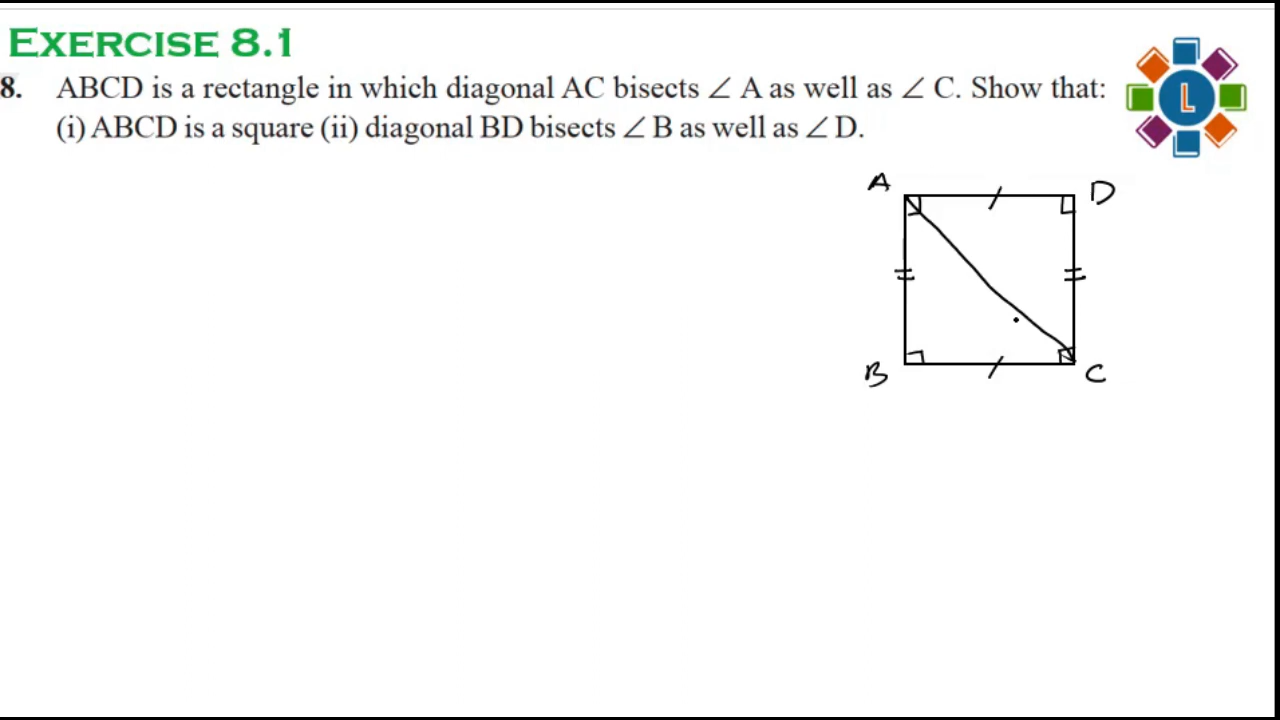 EXERCISE 8.1
8. ABCD is a rectangle in which diagonal AC bisects ∠ A as well as ∠ C. Show that:
(i) ABCD is a square (ii) diagonal BD bisects ∠ B as well as ∠ D.
L
A D
B C